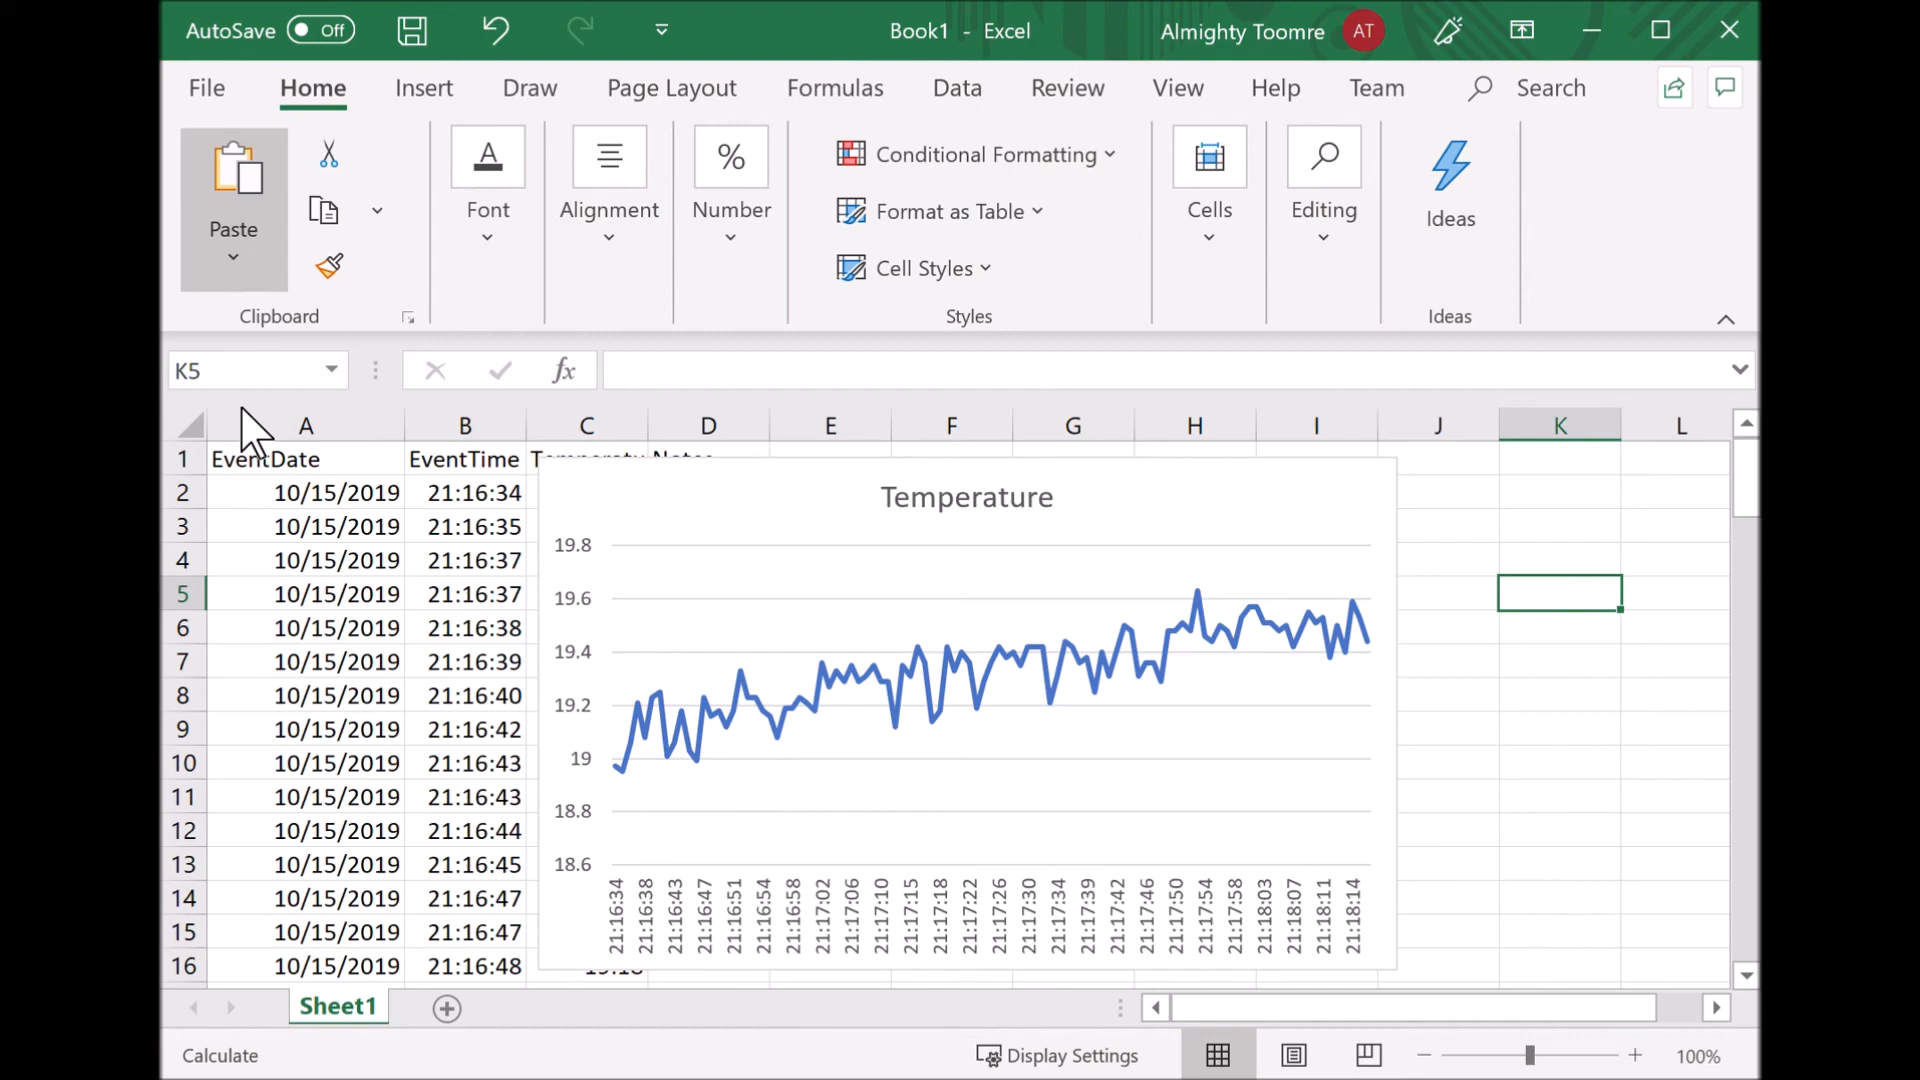 AutoSave Off Book1 - Excel Almighty Toomre AT
File Home Insert Draw Page Layout Formulas Data Review View Help Team Search
Paste
Font
Alignment
%
Number
Conditional Formatting
Format as Table
Cell Styles
Cells
Editing
Ideas
Clipboard Styles Ideas
K5 fx
A B C D E F G H I J K L
1 EventDate EventTime
2 10/15/2019 21:16:34
3 10/15/2019 21:16:35
4 10/15/2019 21:16:37
5 10/15/2019 21:16:37
6 10/15/2019 21:16:38
7 10/15/2019 21:16:39
8 10/15/2019 21:16:40
9 10/15/2019 21:16:42
10 10/15/2019 21:16:43
11 10/15/2019 21:16:43
12 10/15/2019 21:16:44
13 10/15/2019 21:16:45
14 10/15/2019 21:16:47
15 10/15/2019 21:16:47
16 10/15/2019 21:16:48
Temperature
19.8
19.6
19.4
19.2
19
18.8
18.6
21:16:34
21:16:38
21:16:43
21:16:47
21:16:51
21:16:54
21:16:58
21:17:02
21:17:06
21:17:10
21:17:15
21:17:18
21:17:22
21:17:26
21:17:30
21:17:34
21:17:39
21:17:42
21:17:46
21:17:50
21:17:54
21:17:58
21:18:03
21:18:07
21:18:11
21:18:14
Sheet1
Calculate Display Settings 100%